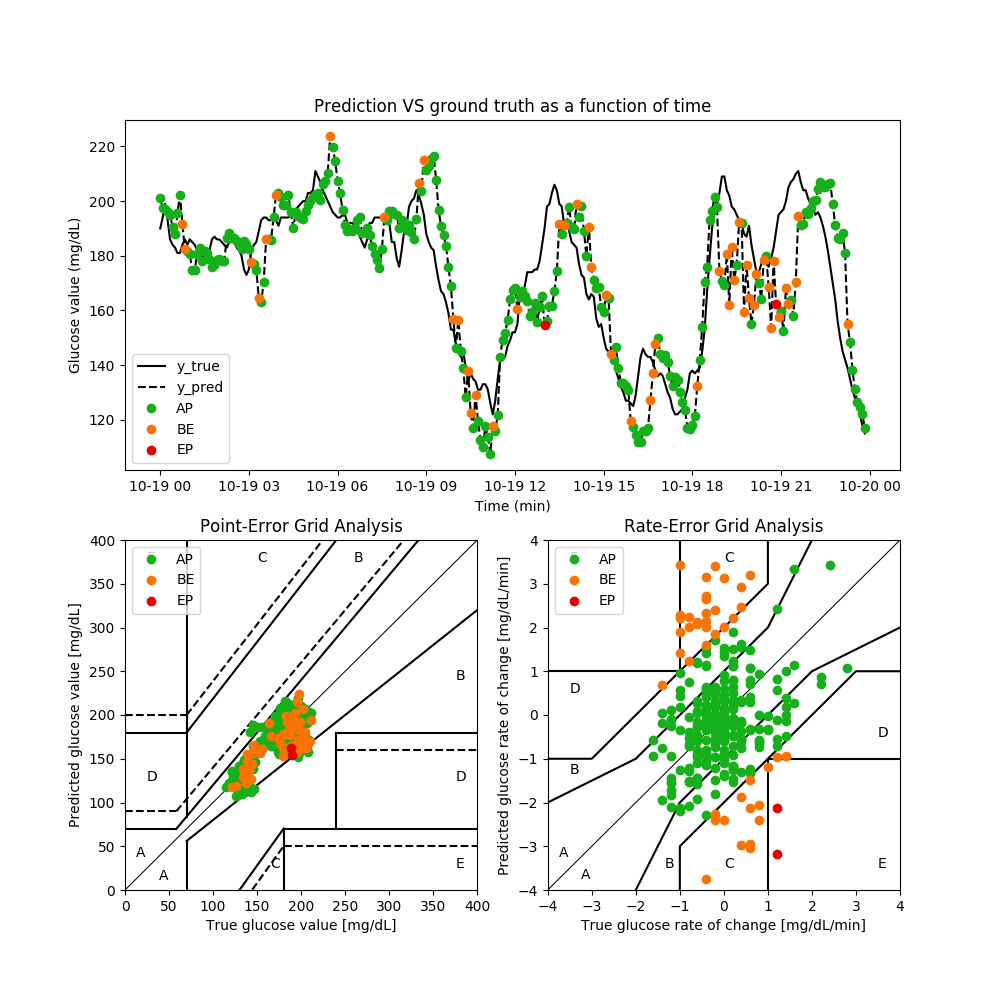 Prediction VS ground truth as a function of time
Glucose value (mg/dL)
220
200
180
160
140
120
y_true
y_pred
AP
BE
EP
10-19 00 10-19 03 10-19 06 10-19 09 10-19 12 10-19 15 10-19 18 10-19 21 10-20 00
Time (min)
Point-Error Grid Analysis
Predicted glucose value [mg/dL]
400
350
300
250
200
150
100
50
0
AP
BE
EP
C
B
B
D
D
A
A
C
E
0 50 100 150 200 250 300 350 400
True glucose value [mg/dL]
Rate-Error Grid Analysis
Predicted glucose rate of change [mg/dL/min]
4
3
2
1
0
−1
−2
−3
−4
AP
BE
EP
C
D
D
B
A
A
B
C
E
−4 −3 −2 −1 0 1 2 3 4
True glucose rate of change [mg/dL/min]